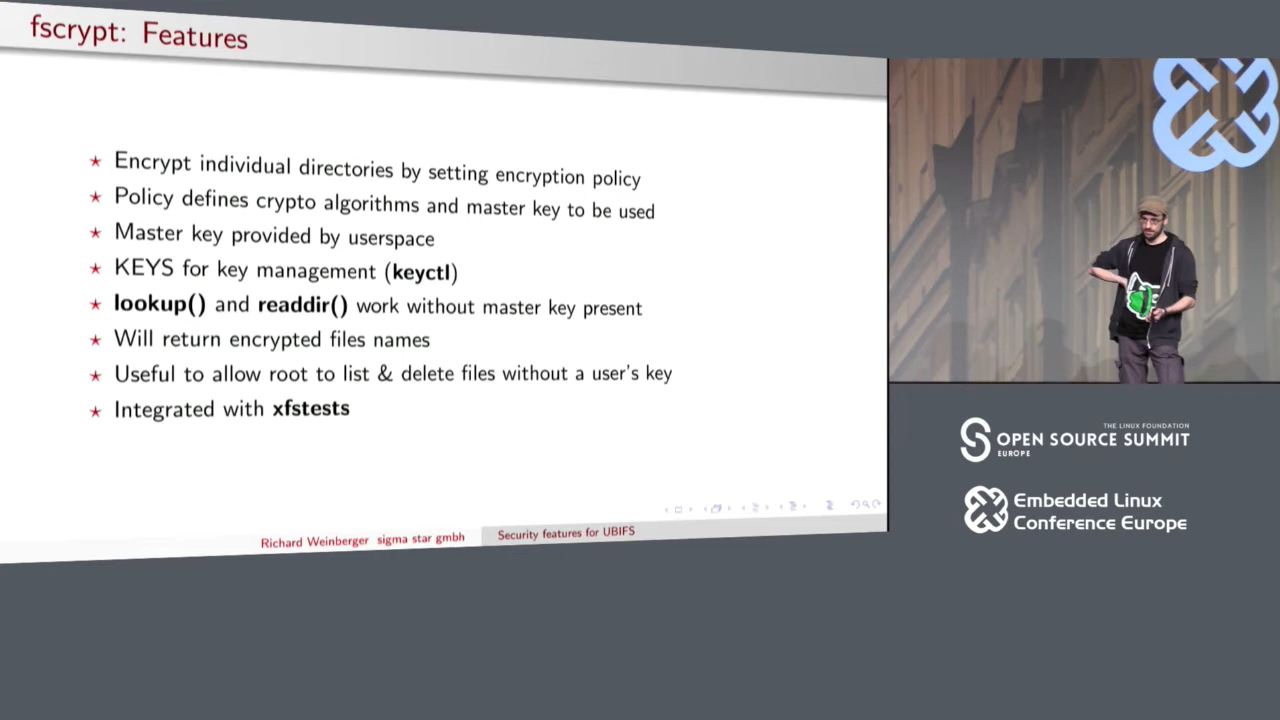 fscrypt: Features
Encrypt individual directories by setting encryption policy
Policy defines crypto algorithms and master key to be used
Master key provided by userspace
KEYS for key management (keyctl)
lookup() and readdir() work without master key present
Will return encrypted files names
Useful to allow root to list & delete files without a user's key
Integrated with xfstests
Richard Weinberger sigma star gmbh
Security features for UBIFS
THE LINUX FOUNDATION
OPEN SOURCE SUMMIT
EUROPE
Embedded Linux
Conference Europe